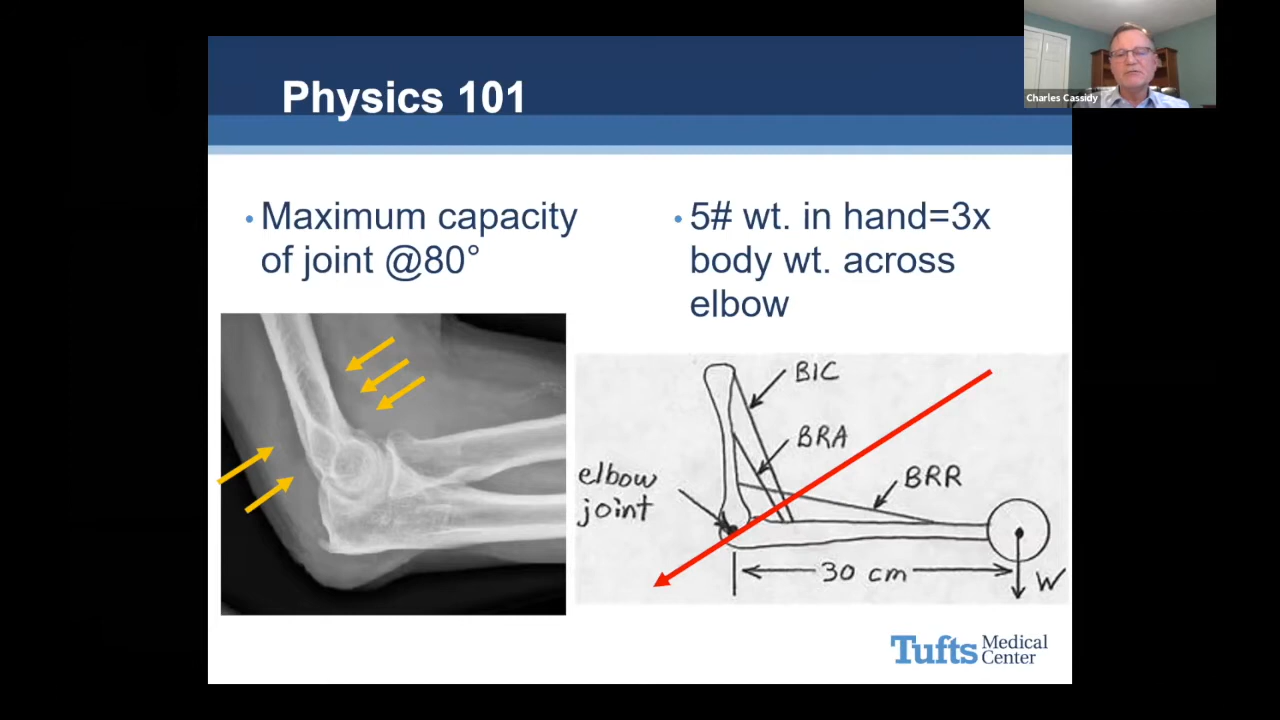 Physics 101
Charles Cassidy
• Maximum capacity
of joint @80°
• 5# wt. in hand=3x
body wt. across
elbow
BIC
BRA
BRR
elbow
joint
30 cm
W
Tufts Medical
Center